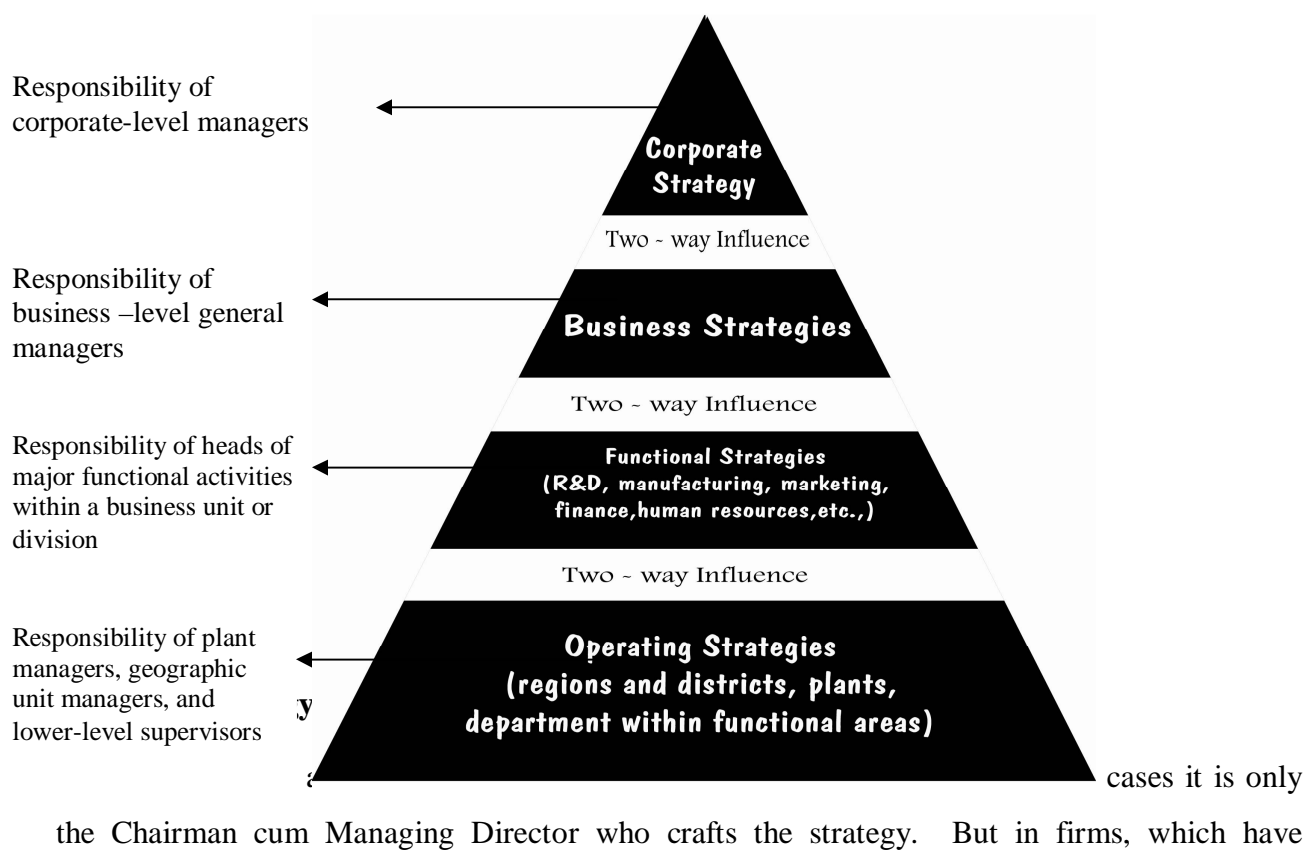 Responsibility of
corporate-level managers
Corporate
Strategy
Two - way Influence
Responsibility of
business –level general
managers
Business Strategies
Two - way Influence
Responsibility of heads of
major functional activities
within a business unit or
division
Functional Strategies
(R&D, manufacturing, marketing,
finance,human resources,etc.,)
Two - way Influence
Responsibility of plant
managers, geographic
unit managers, and
lower-level supervisors
Operating Strategies
(regions and districts, plants,
department within functional areas)
cases it is only
the Chairman cum Managing Director who crafts the strategy. But in firms, which have